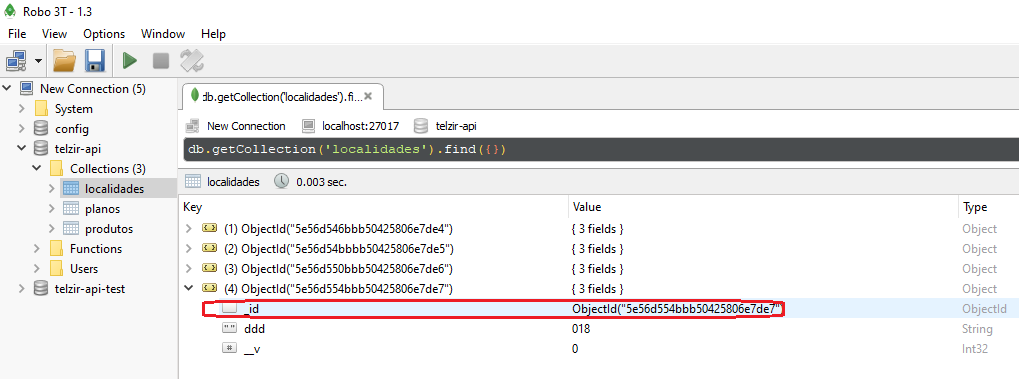 Robo 3T - 1.3
File View Options Window Help
New Connection (5)
System
config
telzir-api
Collections (3)
localidades
planos
produtos
Functions
Users
telzir-api-test
db.getCollection('localidades').fi...
New Connection localhost:27017 telzir-api
db.getCollection('localidades').find({})
localidades 0.003 sec.
Key Value Type
(1) ObjectId("5e56d546bbb50425806e7de4") { 3 fields } Object
(2) ObjectId("5e56d54bbbb50425806e7de5") { 3 fields } Object
(3) ObjectId("5e56d550bbb50425806e7de6") { 3 fields } Object
(4) ObjectId("5e56d554bbb50425806e7de7") { 3 fields } Object
_id ObjectId("5e56d554bbb50425806e7de7" ObjectId
ddd 018 String
__v 0 Int32